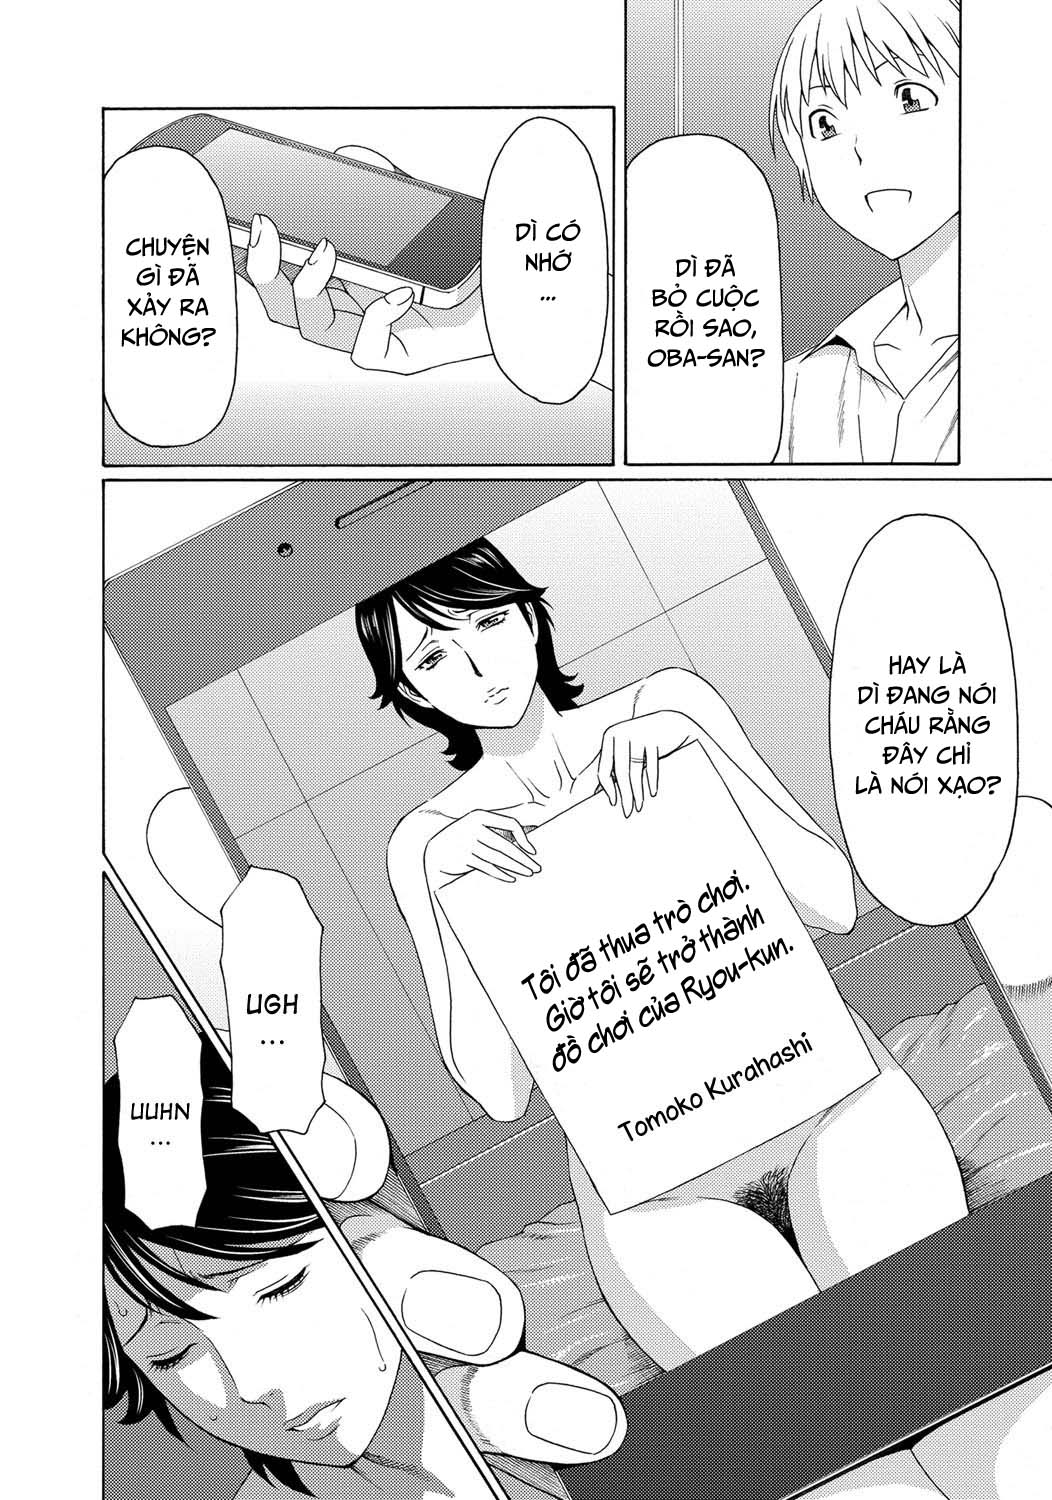 DÌ ĐÃ
BỎ CUỘC
RỒI SAO,
OBA-SAN?
DÌ CÓ
NHỚ
...
CHUYỆN
GÌ ĐÃ
XẢY RA
KHÔNG?
HAY LÀ
DÌ ĐANG NÓI
CHÁU RẰNG
ĐÂY CHỈ
LÀ NÓI XẠO?
Tôi đã thua trò chơi.
Giờ tôi sẽ trở thành
đồ chơi của Ryou-kun.
Tomoko Kurahashi
UGH
...
UUHN
...